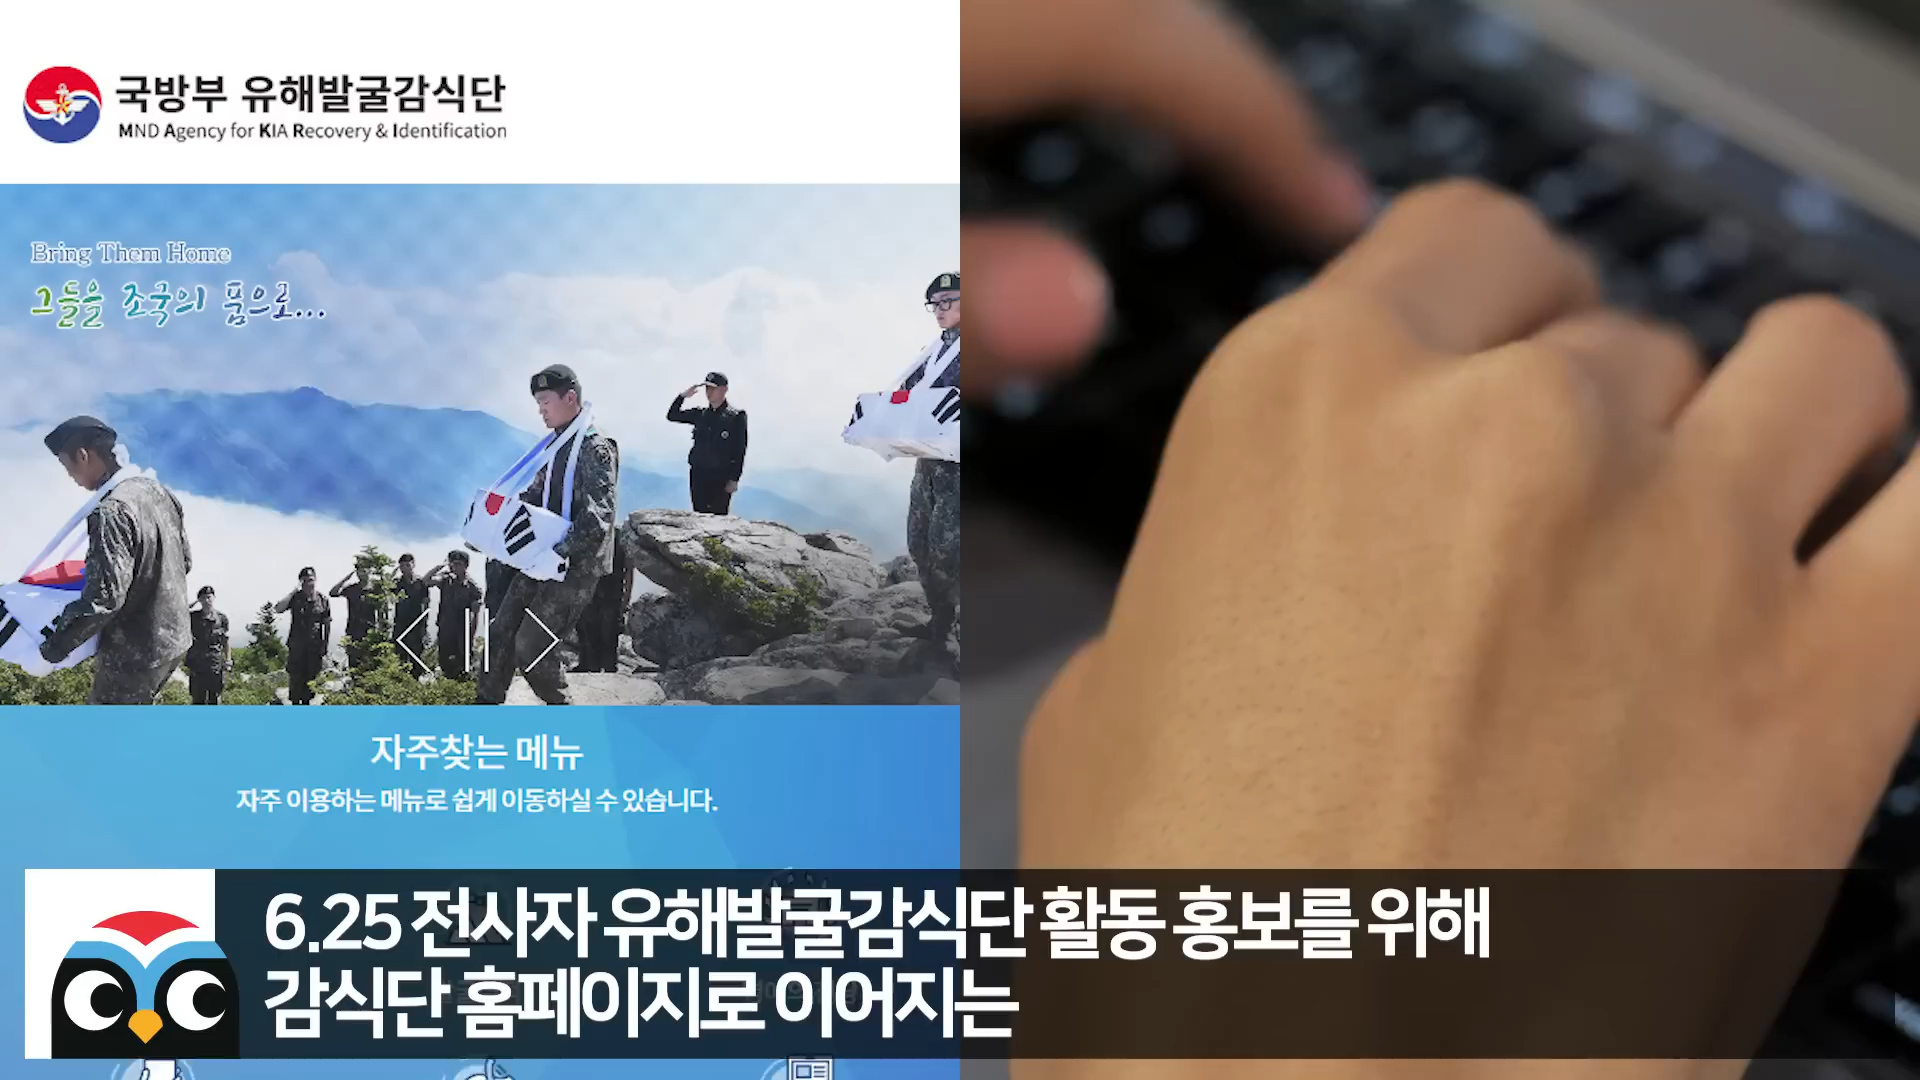 국방부 유해발굴감식단
MND Agency for KIA Recovery & Identification
Bring Them Home
그들을 조국의 품으로...
자주찾는 메뉴
자주 이용하는 메뉴로 쉽게 이동하실 수 있습니다.
6.25 전사자 유해발굴감식단 활동 홍보를 위해
감식단 홈페이지로 이어지는